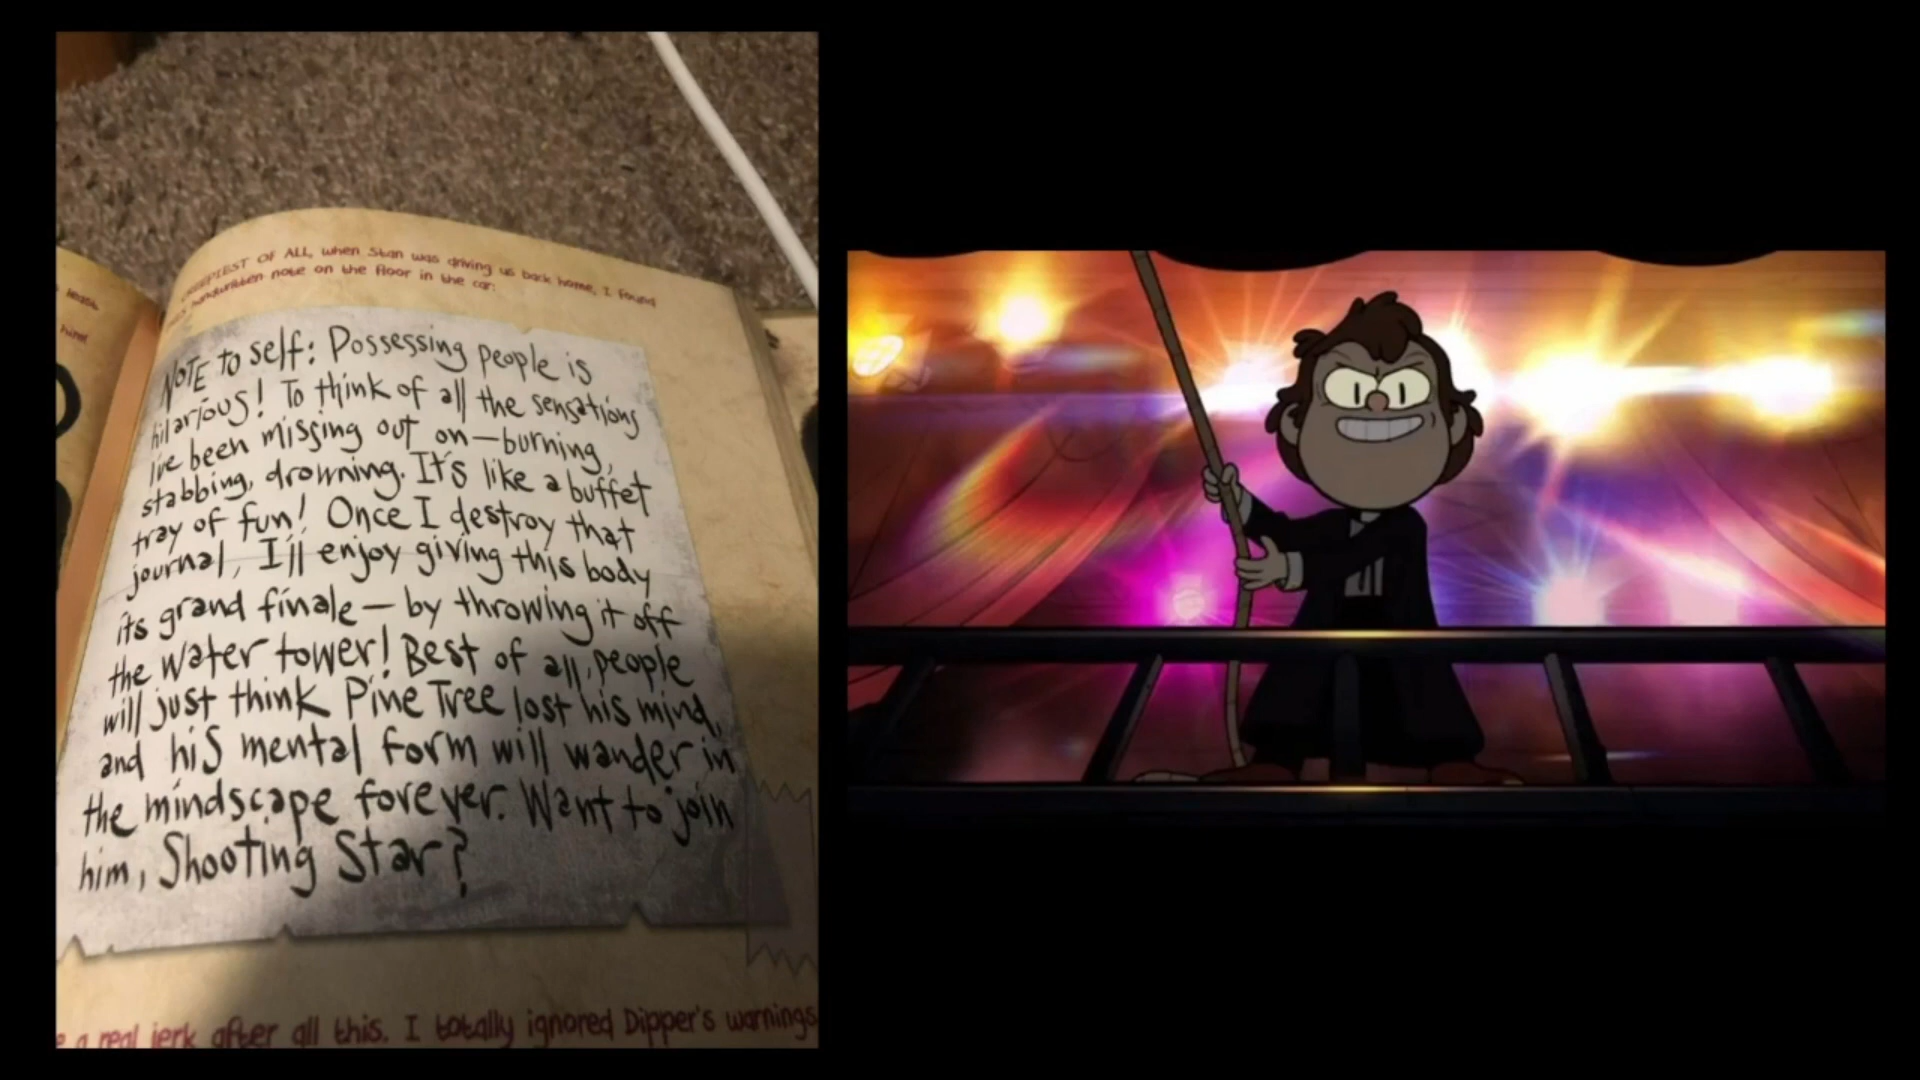 least
him!
CREEPIEST OF ALL, when Stan was driving us back home, I found
handwritten note on the floor in the car:
NOTE to self: Possessing people is
hilarious! To think of all the sensations
I've been missing out on—burning,
stabbing, drowning. It's like a buffet
tray of fun! Once I destroy that
journal, I'll enjoy giving this body
its grand finale—by throwing it off
the water tower! Best of all, people
will just think Pine Tree lost his mind,
and his mental form will wander in
the mindscape forever. Want to join
him, Shooting Star?
a real jerk after all this. I totally ignored Dipper's warnings